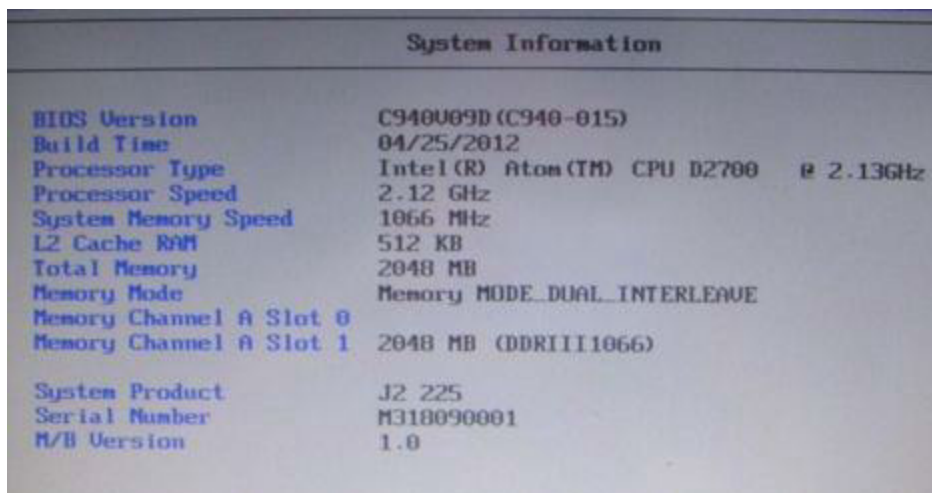 System Information
BIOS Version C940V09D(C940-015)
Build Time 04/25/2012
Processor Type Intel(R) Atom(TM) CPU D2700 @ 2.13GHz
Processor Speed 2.12 GHz
System Memory Speed 1066 MHz
L2 Cache RAM 512 KB
Total Memory 2048 MB
Memory Mode Memory MODE_DUAL_INTERLEAVE
Memory Channel A Slot 0
Memory Channel A Slot 1 2048 MB (DDRIII1066)
System Product J2 225
Serial Number M318090001
M/B Version 1.0